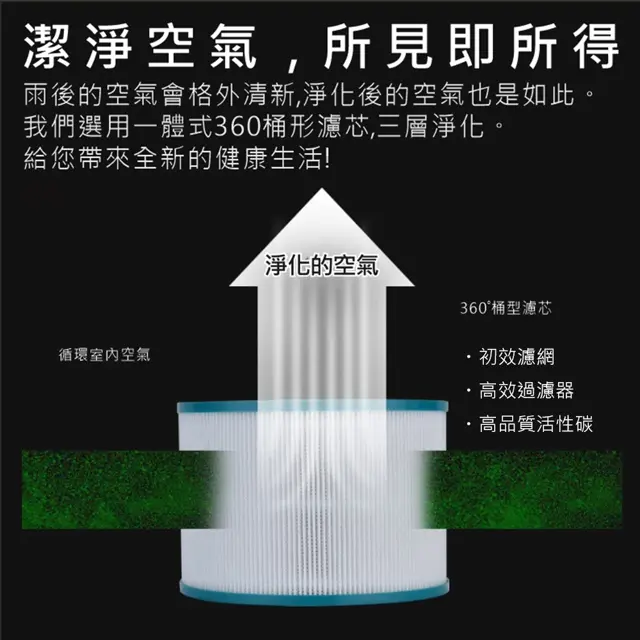 潔淨空氣，所見即所得
雨後的空氣會格外清新,淨化後的空氣也是如此。
我們選用一體式360桶形濾芯,三層淨化。
給您帶來全新的健康生活!
淨化的空氣
360°桶型濾芯
循環室內空氣
·初效濾網
·高效過濾器
·高品質活性碳